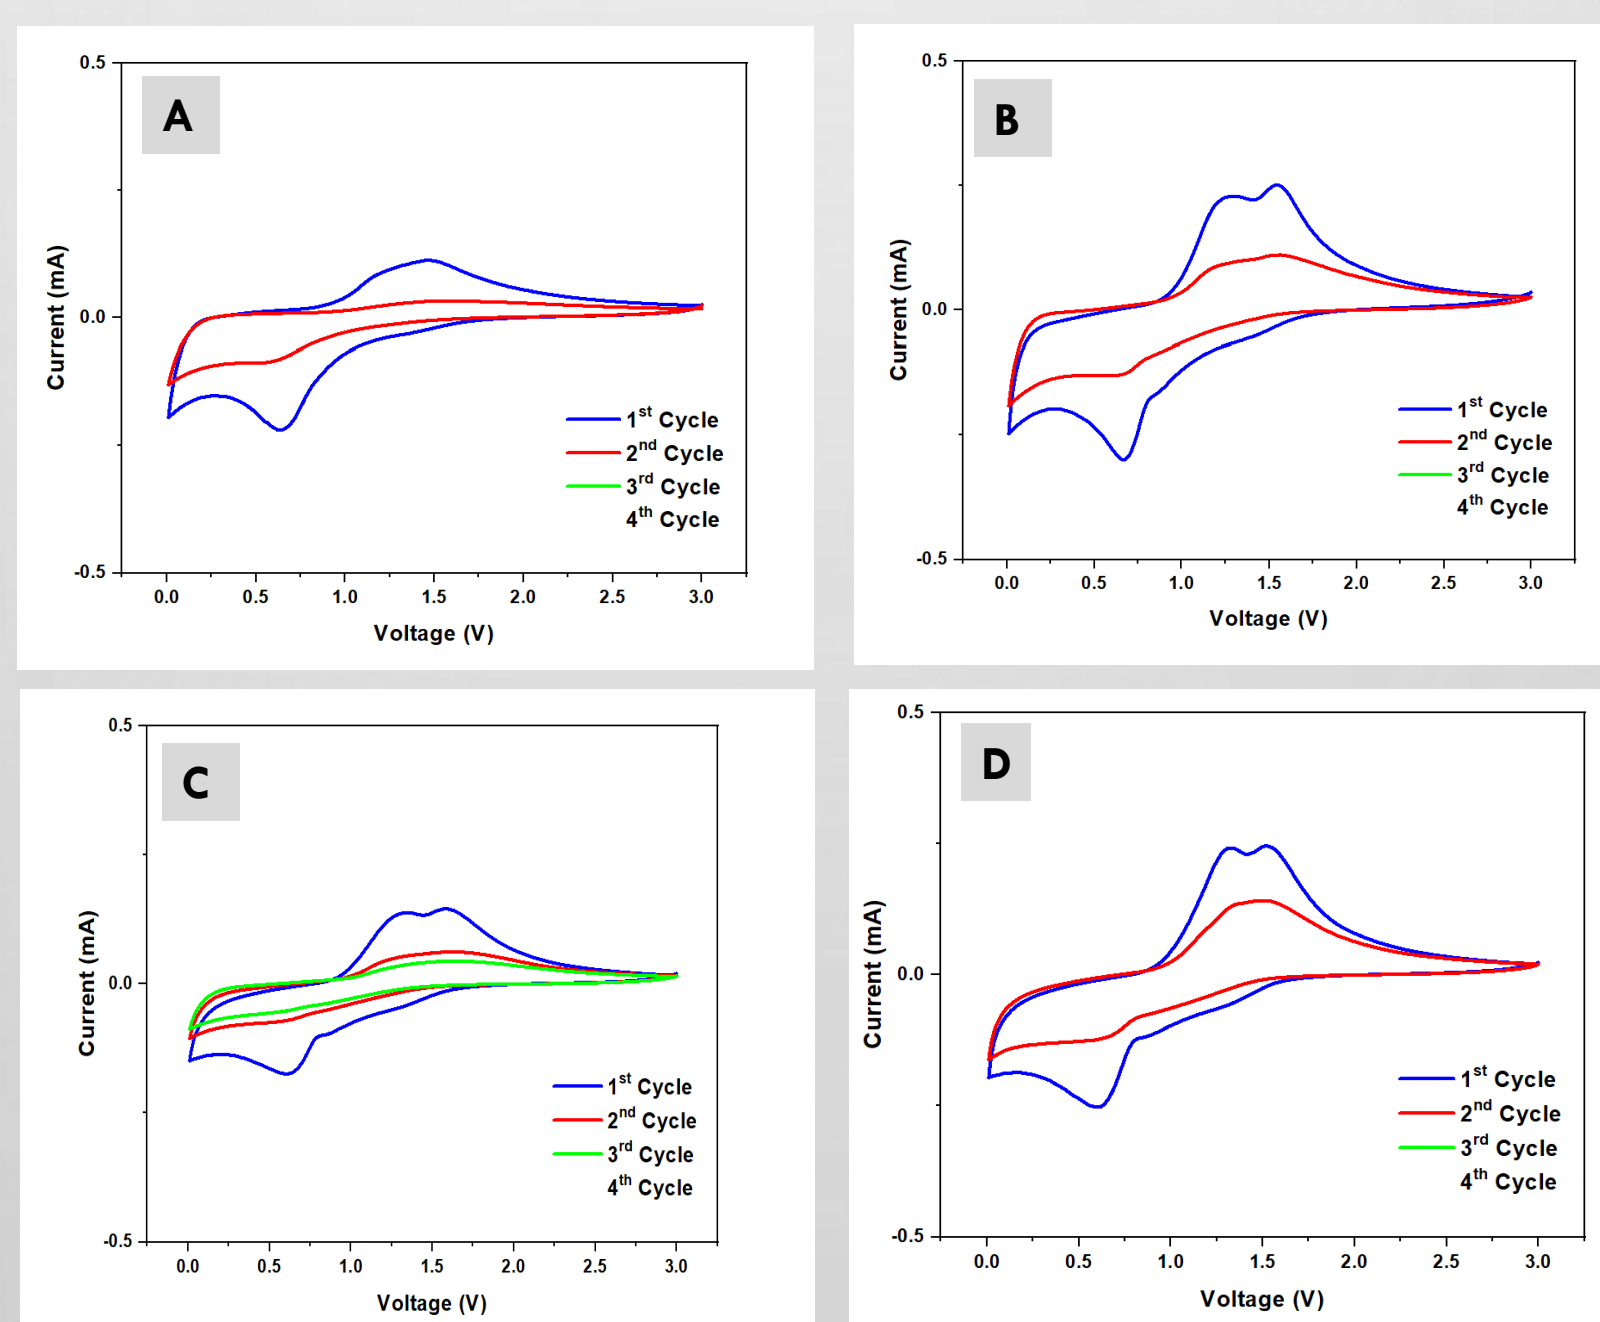 A
0.5
0.0
-0.5
Current (mA)
1st Cycle
2nd Cycle
3rd Cycle
4th Cycle
0.0 0.5 1.0 1.5 2.0 2.5 3.0
Voltage (V)
B
0.5
0.0
-0.5
Current (mA)
1st Cycle
2nd Cycle
3rd Cycle
4th Cycle
0.0 0.5 1.0 1.5 2.0 2.5 3.0
Voltage (V)
C
0.5
0.0
-0.5
Current (mA)
1st Cycle
2nd Cycle
3rd Cycle
4th Cycle
0.0 0.5 1.0 1.5 2.0 2.5 3.0
Voltage (V)
D
0.5
0.0
-0.5
Current (mA)
1st Cycle
2nd Cycle
3rd Cycle
4th Cycle
0.0 0.5 1.0 1.5 2.0 2.5 3.0
Voltage (V)